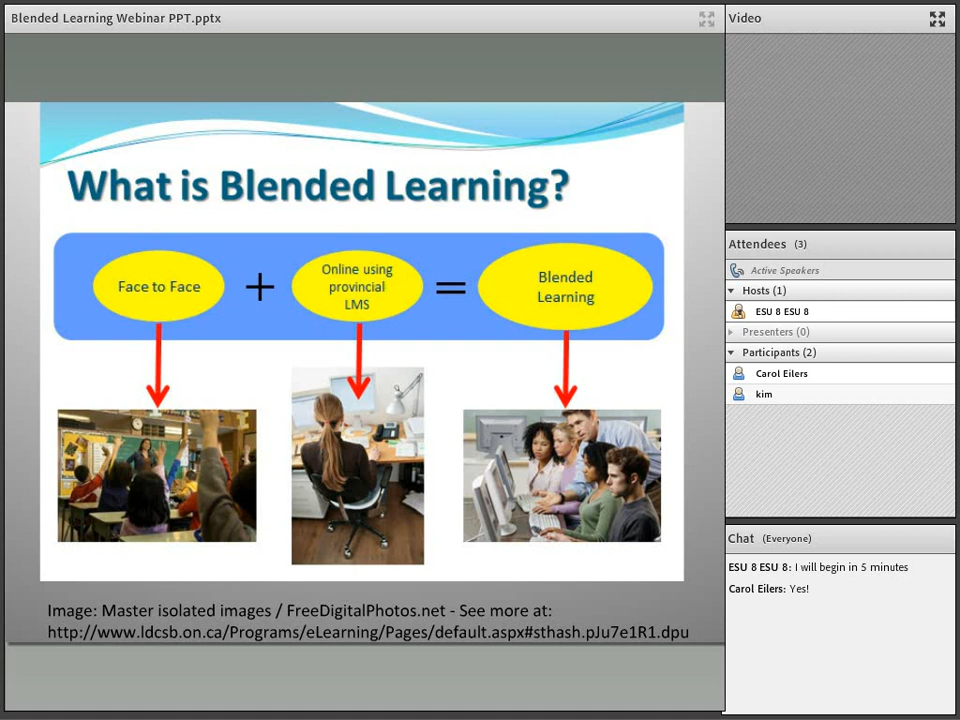 Blended Learning Webinar PPT.pptx
What is Blended Learning?
Face to Face
+
Online using
provincial
LMS
=
Blended
Learning
Image: Master isolated images / FreeDigitalPhotos.net - See more at:
http://www.ldcsb.on.ca/Programs/eLearning/Pages/default.aspx#sthash.pJu7e1R1.dpu
Video
Attendees (3)
Active Speakers
Hosts (1)
ESU 8 ESU 8
Presenters (0)
Participants (2)
Carol Eilers
kim
Chat (Everyone)
ESU 8 ESU 8: I will begin in 5 minutes
Carol Eilers: Yes!